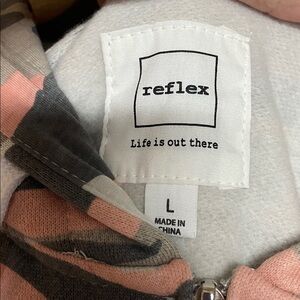 reflex
Life is out there
L
MADE IN
CHINA